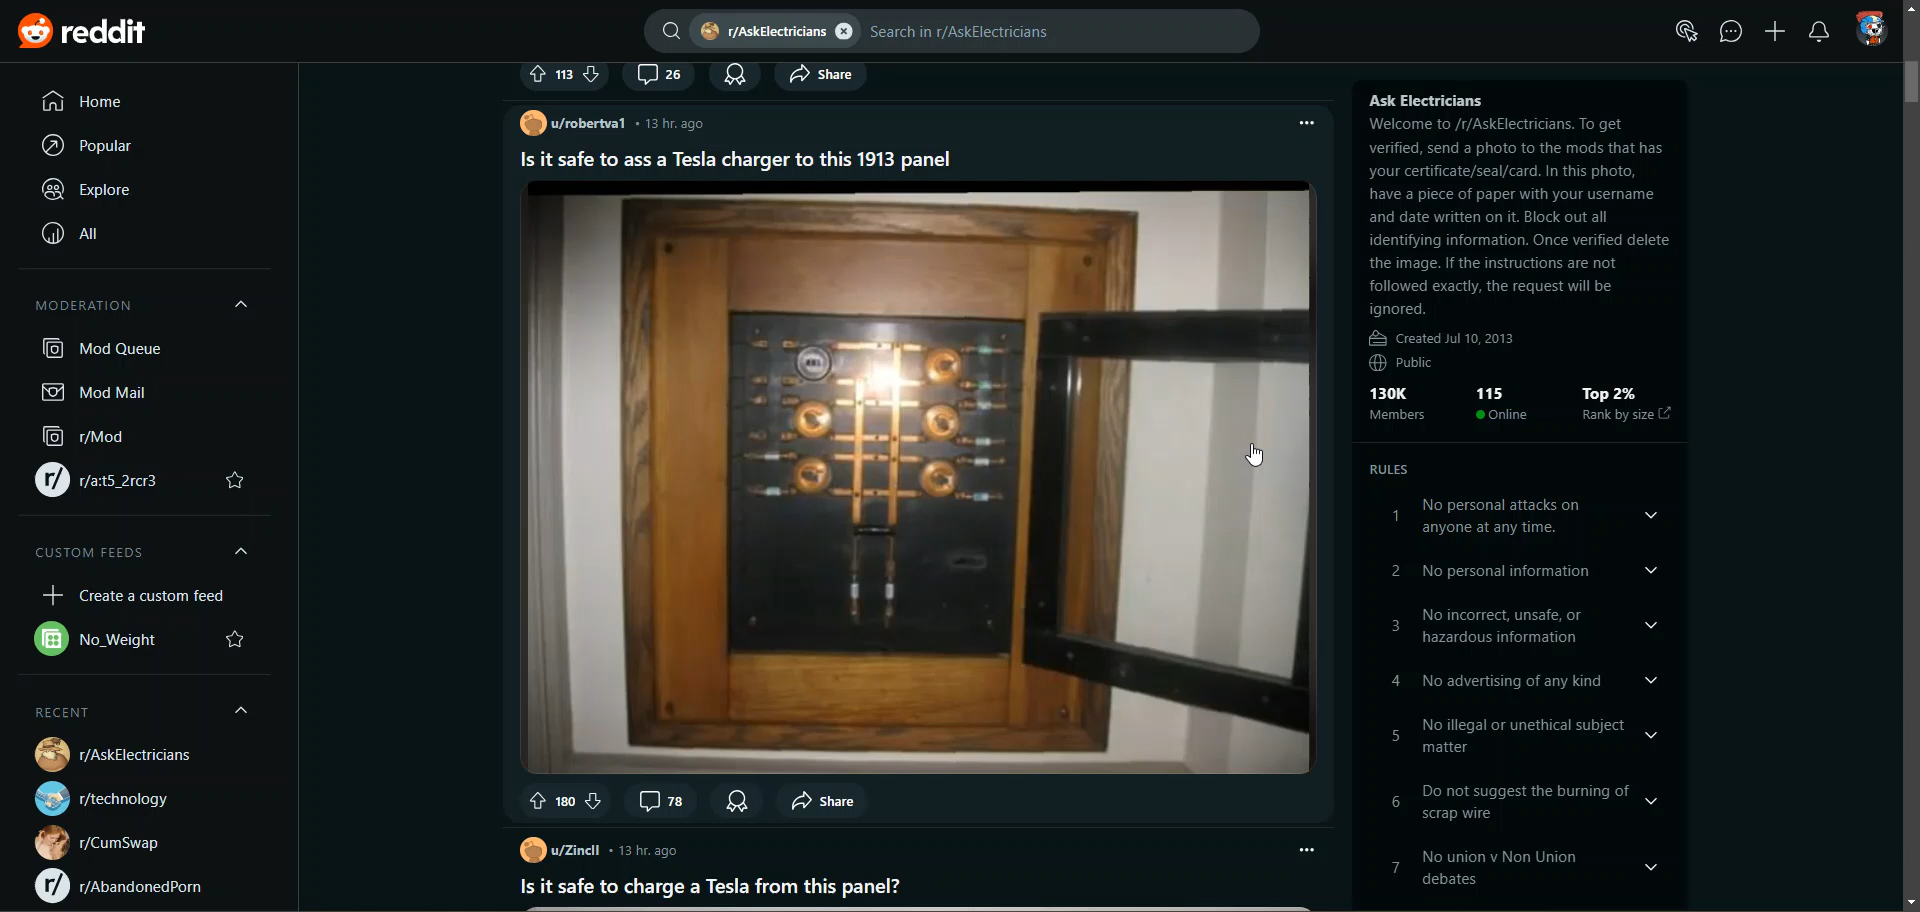 reddit
r/AskElectricians
Search in r/AskElectricians
Home
Popular
Explore
All
MODERATION
Mod Queue
Mod Mail
r/Mod
r/ r/a:t5_2rcr3
CUSTOM FEEDS
Create a custom feed
No_Weight
RECENT
r/AskElectricians
r/technology
r/CumSwap
r/ r/AbandonedPorn
113
26
Share
u/robertva1 • 13 hr. ago
Is it safe to ass a Tesla charger to this 1913 panel
180
78
Share
u/Zincll • 13 hr. ago
Is it safe to charge a Tesla from this panel?
Ask Electricians
Welcome to /r/AskElectricians. To get
verified, send a photo to the mods that has
your certificate/seal/card. In this photo,
have a piece of paper with your username
and date written on it. Block out all
identifying information. Once verified delete
the image. If the instructions are not
followed exactly, the request will be
ignored.
Created Jul 10, 2013
Public
130K 115 Top 2%
Members Online Rank by size
RULES
1 No personal attacks on
anyone at any time.
2 No personal information
3 No incorrect, unsafe, or
hazardous information
4 No advertising of any kind
5 No illegal or unethical subject
matter
6 Do not suggest the burning of
scrap wire
7 No union v Non Union
debates